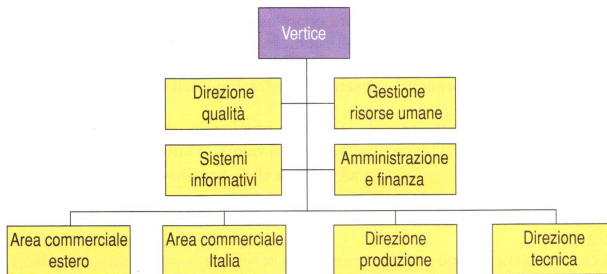 Vertice
Direzione
qualità
Gestione
risorse umane
Sistemi
informativi
Amministrazione
e finanza
Area commerciale
estero
Area commerciale
Italia
Direzione
produzione
Direzione
tecnica